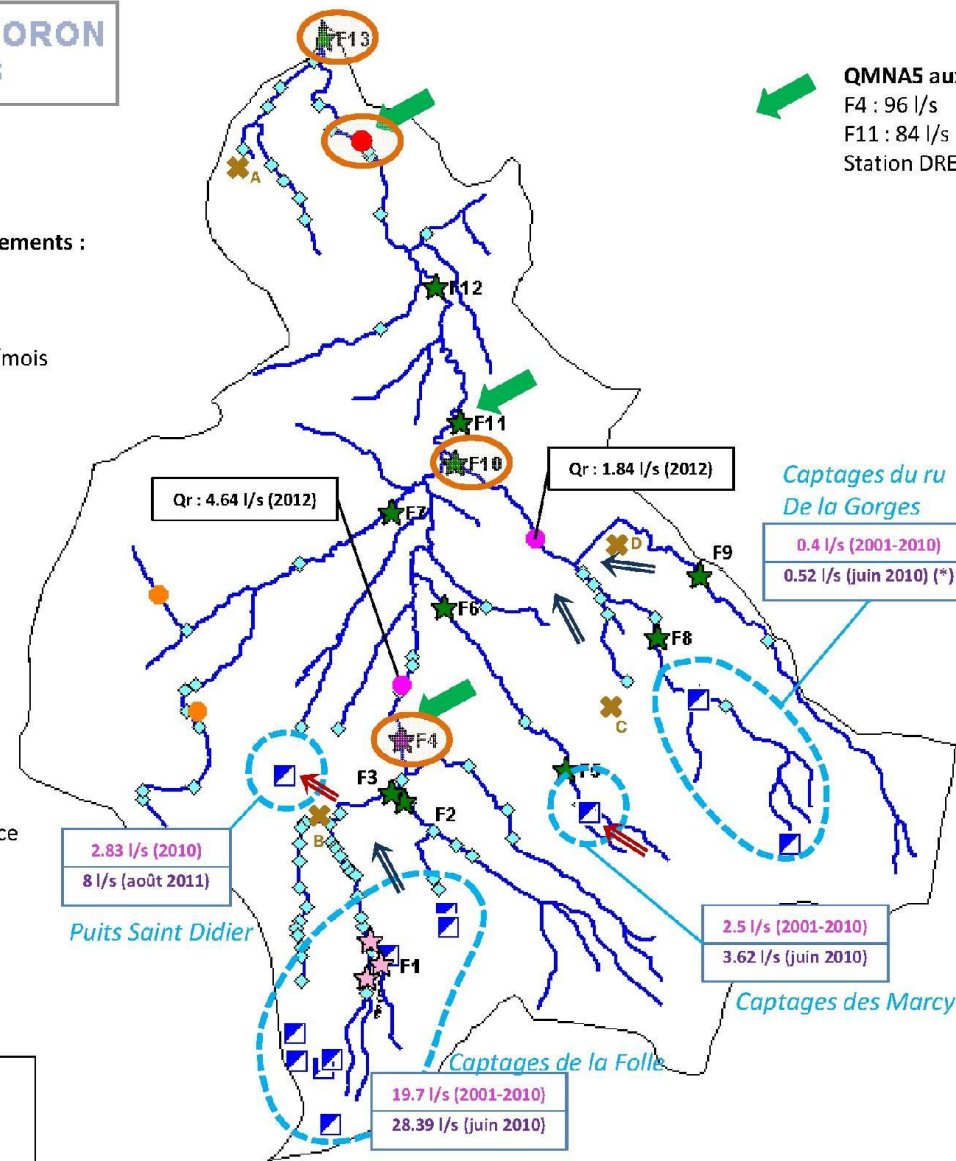 ORON
S
QMNA5 aux
F4 : 96 l/s
F11 : 84 l/s
Station DRE
ements :
mois
ce
F13
A
F12
F11
F10
Qr : 4.64 l/s (2012)
Qr : 1.84 l/s (2012)
Captages du ru
De la Gorges
0.4 l/s (2001-2010)
0.52 l/s (juin 2010) (*)
F7
D
F9
F6
F8
C
F4
F3
F5
F2
B
2.83 l/s (2010)
8 l/s (août 2011)
Puits Saint Didier
F1
2.5 l/s (2001-2010)
3.62 l/s (juin 2010)
Captages des Marcy
Captages de la Folle
19.7 l/s (2001-2010)
28.39 l/s (juin 2010)